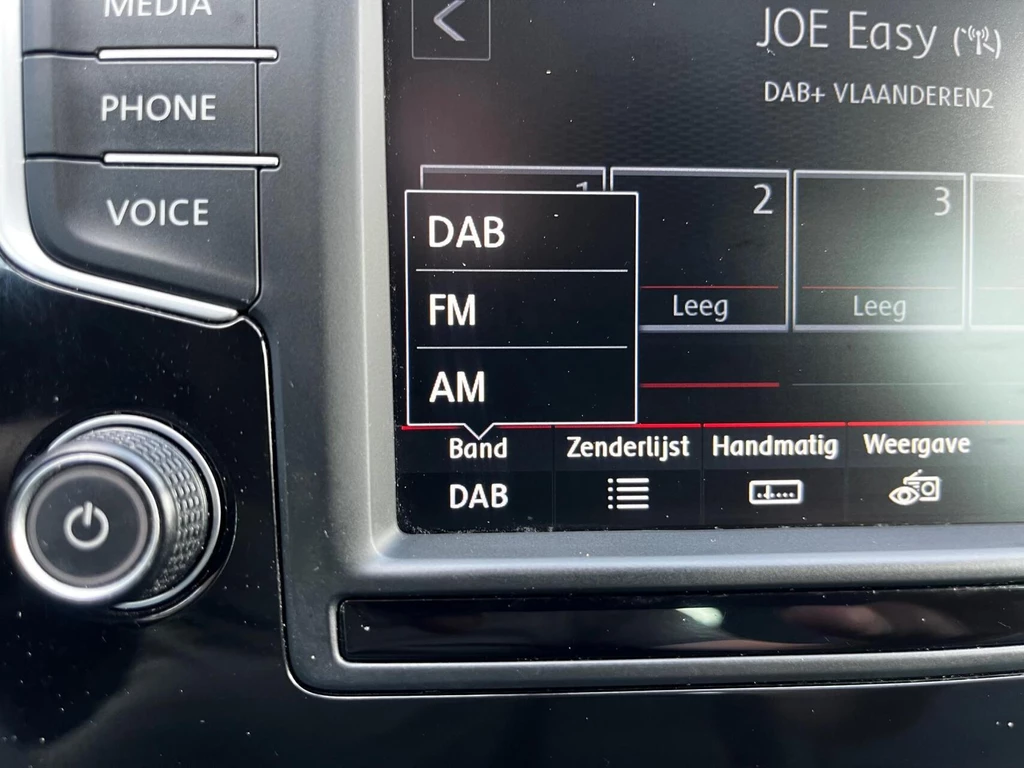 MEDIA
PHONE
VOICE
JOE Easy
DAB+ VLAANDEREN2
1
2
3
Leeg
Leeg
DAB
FM
AM
Band
Zenderlijst
Handmatig
Weergave
DAB